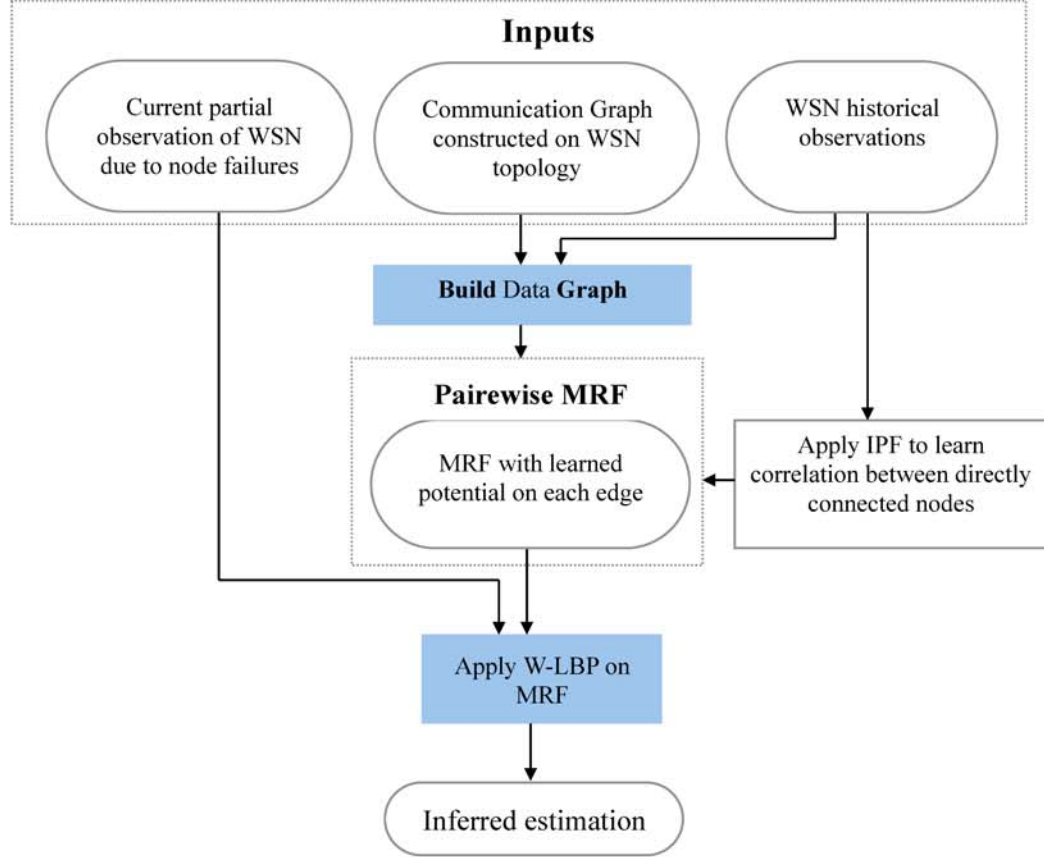 Inputs
Current partial
observation of WSN
due to node failures
Communication Graph
constructed on WSN
topology
WSN historical
observations
Build Data Graph
Pairewise MRF
MRF with learned
potential on each edge
Apply IPF to learn
correlation between directly
connected nodes
Apply W-LBP on
MRF
Inferred estimation